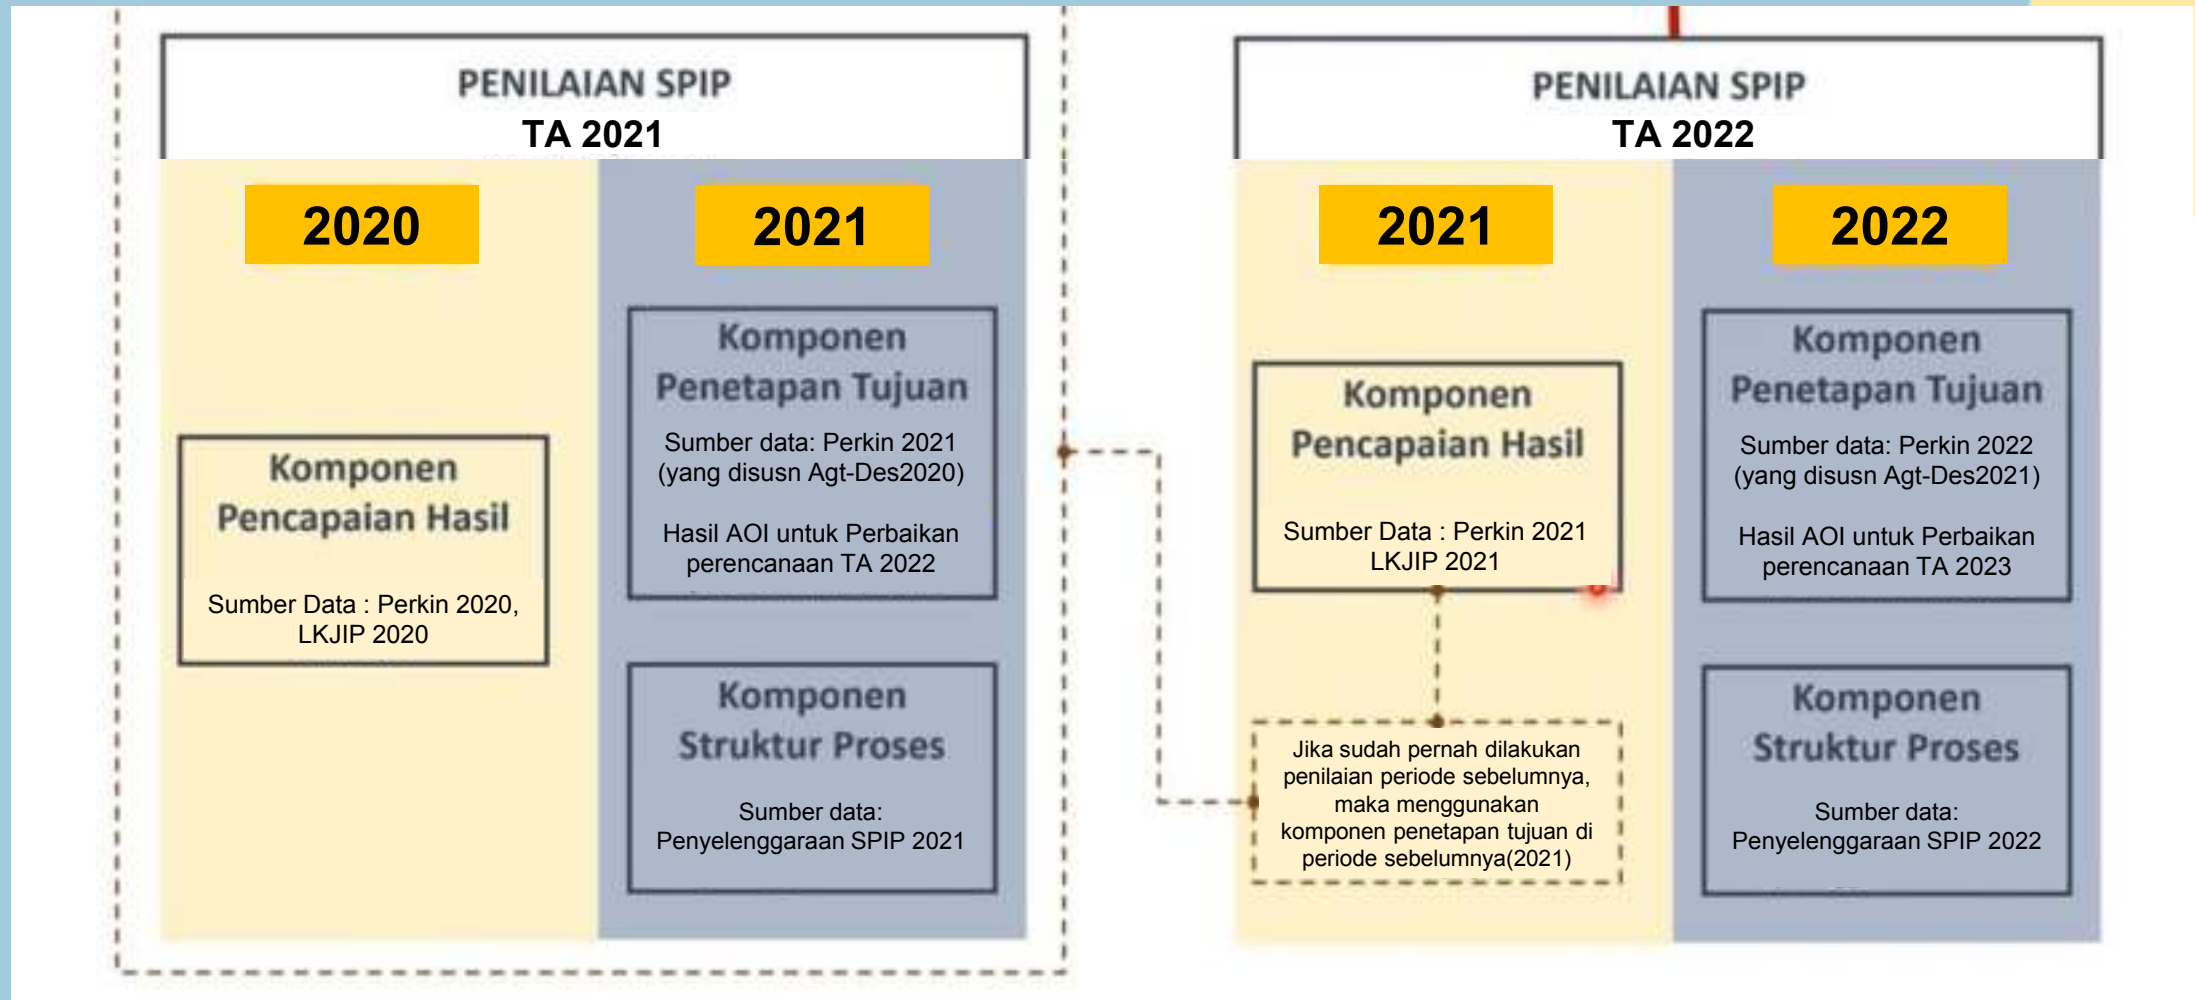 PENILAIAN SPIP
TA 2021
2020
Komponen
Pencapaian Hasil
Sumber Data : Perkin 2020,
LKJIP 2020
2021
Komponen
Penetapan Tujuan
Sumber data: Perkin 2021
(yang disusn Agt-Des2020)
Hasil AOI untuk Perbaikan
perencanaan TA 2022
Komponen
Struktur Proses
Sumber data:
Penyelenggaraan SPIP 2021
PENILAIAN SPIP
TA 2022
2021
Komponen
Pencapaian Hasil
Sumber Data : Perkin 2021
LKJIP 2021
Jika sudah pernah dilakukan
penilaian periode sebelumnya,
maka menggunakan
komponen penetapan tujuan di
periode sebelumnya(2021)
2022
Komponen
Penetapan Tujuan
Sumber data: Perkin 2022
(yang disusn Agt-Des2021)
Hasil AOI untuk Perbaikan
perencanaan TA 2023
Komponen
Struktur Proses
Sumber data:
Penyelenggaraan SPIP 2022